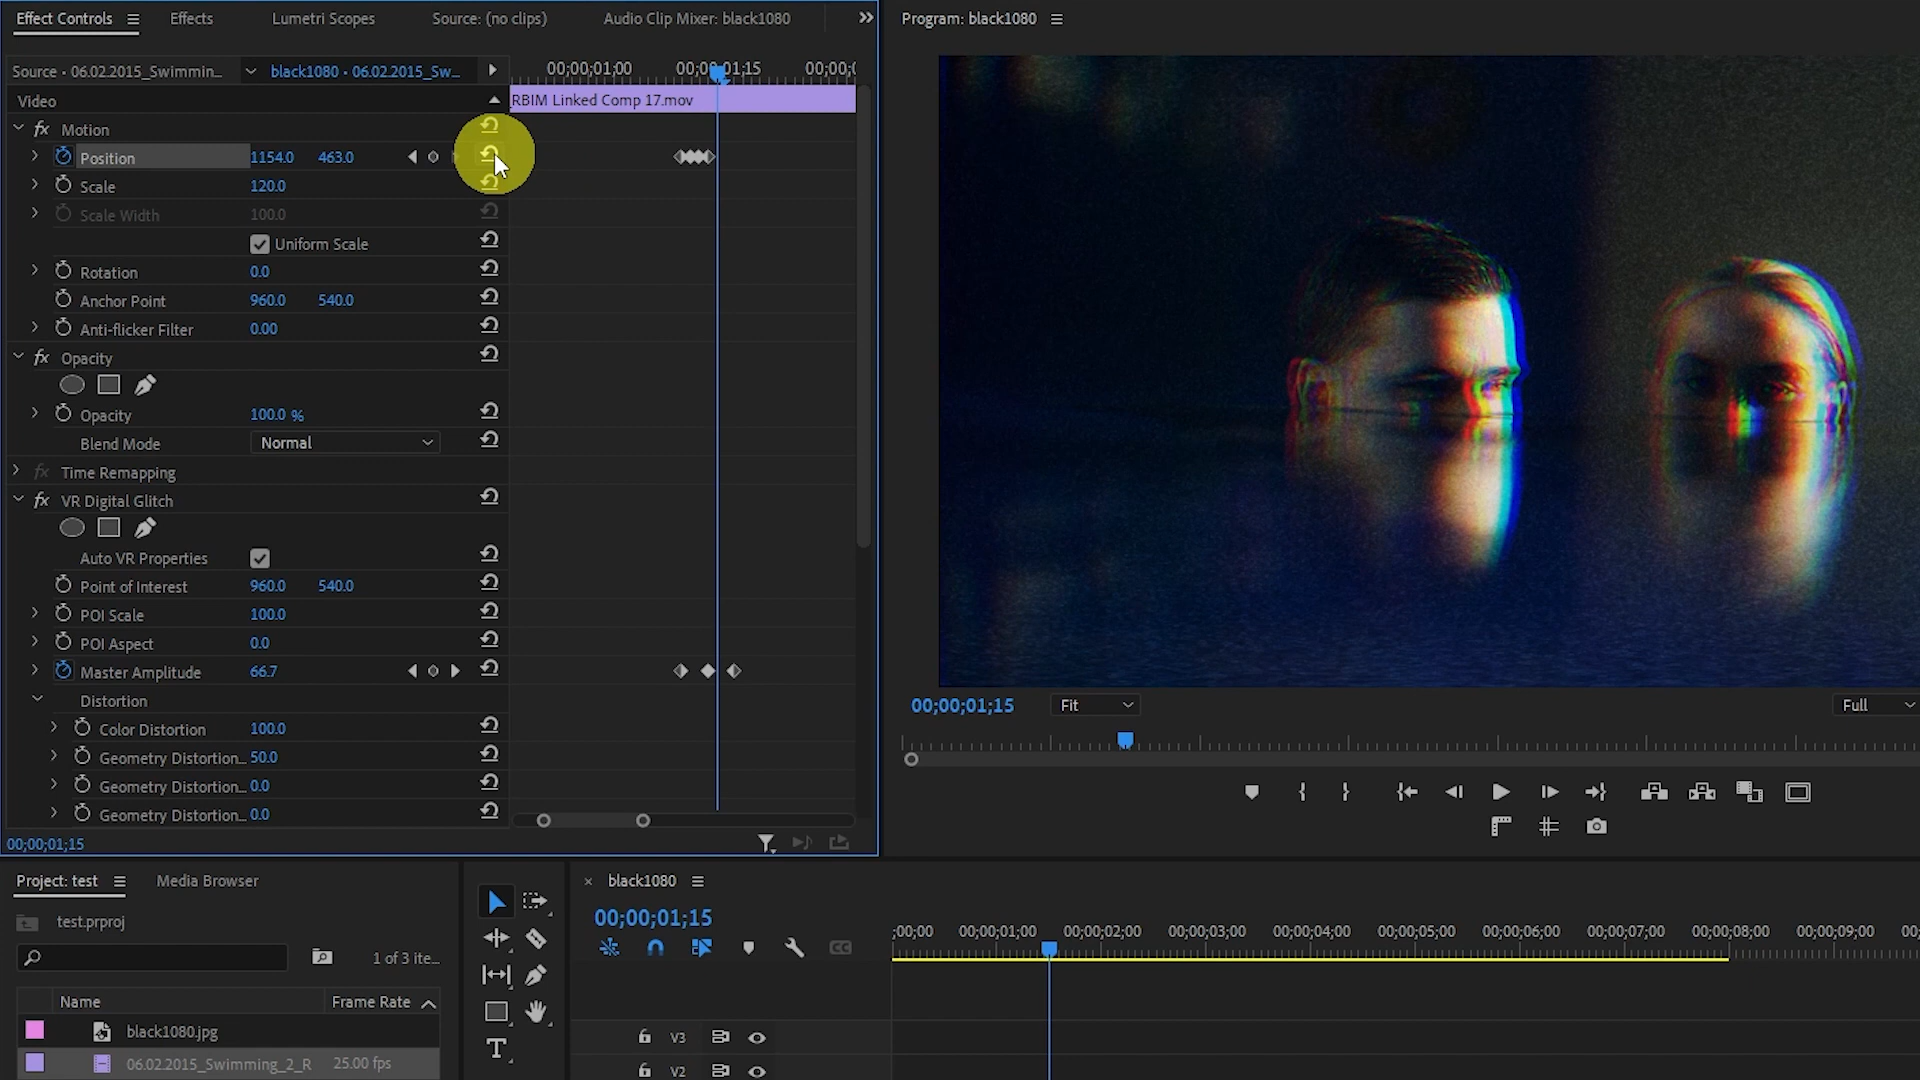 Effect Controls
Effects
Lumetri Scopes
Source: (no clips)
Audio Clip Mixer: black1080
Program: black1080
Source • 06.02.2015_Swimmin...
black1080 • 06.02.2015_Sw...
00;00;01;00
00;00;01;15
Video
RBIM Linked Comp 17.mov
fx Motion
Position 1154.0 463.0
Scale 120.0
Scale Width 100.0
Uniform Scale
Rotation 0.0
Anchor Point 960.0 540.0
Anti-flicker Filter 0.00
fx Opacity
Opacity 100.0 %
Blend Mode Normal
fx Time Remapping
fx VR Digital Glitch
Auto VR Properties
Point of Interest 960.0 540.0
POI Scale 100.0
POI Aspect 0.0
Master Amplitude 66.7
Distortion
Color Distortion 100.0
Geometry Distortion... 50.0
Geometry Distortion... 0.0
Geometry Distortion... 0.0
00;00;01;15
00;00;01;15
Fit
Full
Project: test
Media Browser
test.prproj
1 of 3 ite...
Name
Frame Rate
black1080.jpg
06.02.2015_Swimming_2_R
25.00 fps
T
× black1080
00;00;01;15
CC
;00;00
00;00;01;00
00;00;02;00
00;00;03;00
00;00;04;00
00;00;05;00
00;00;06;00
00;00;07;00
00;00;08;00
00;00;09;00
V3
V2